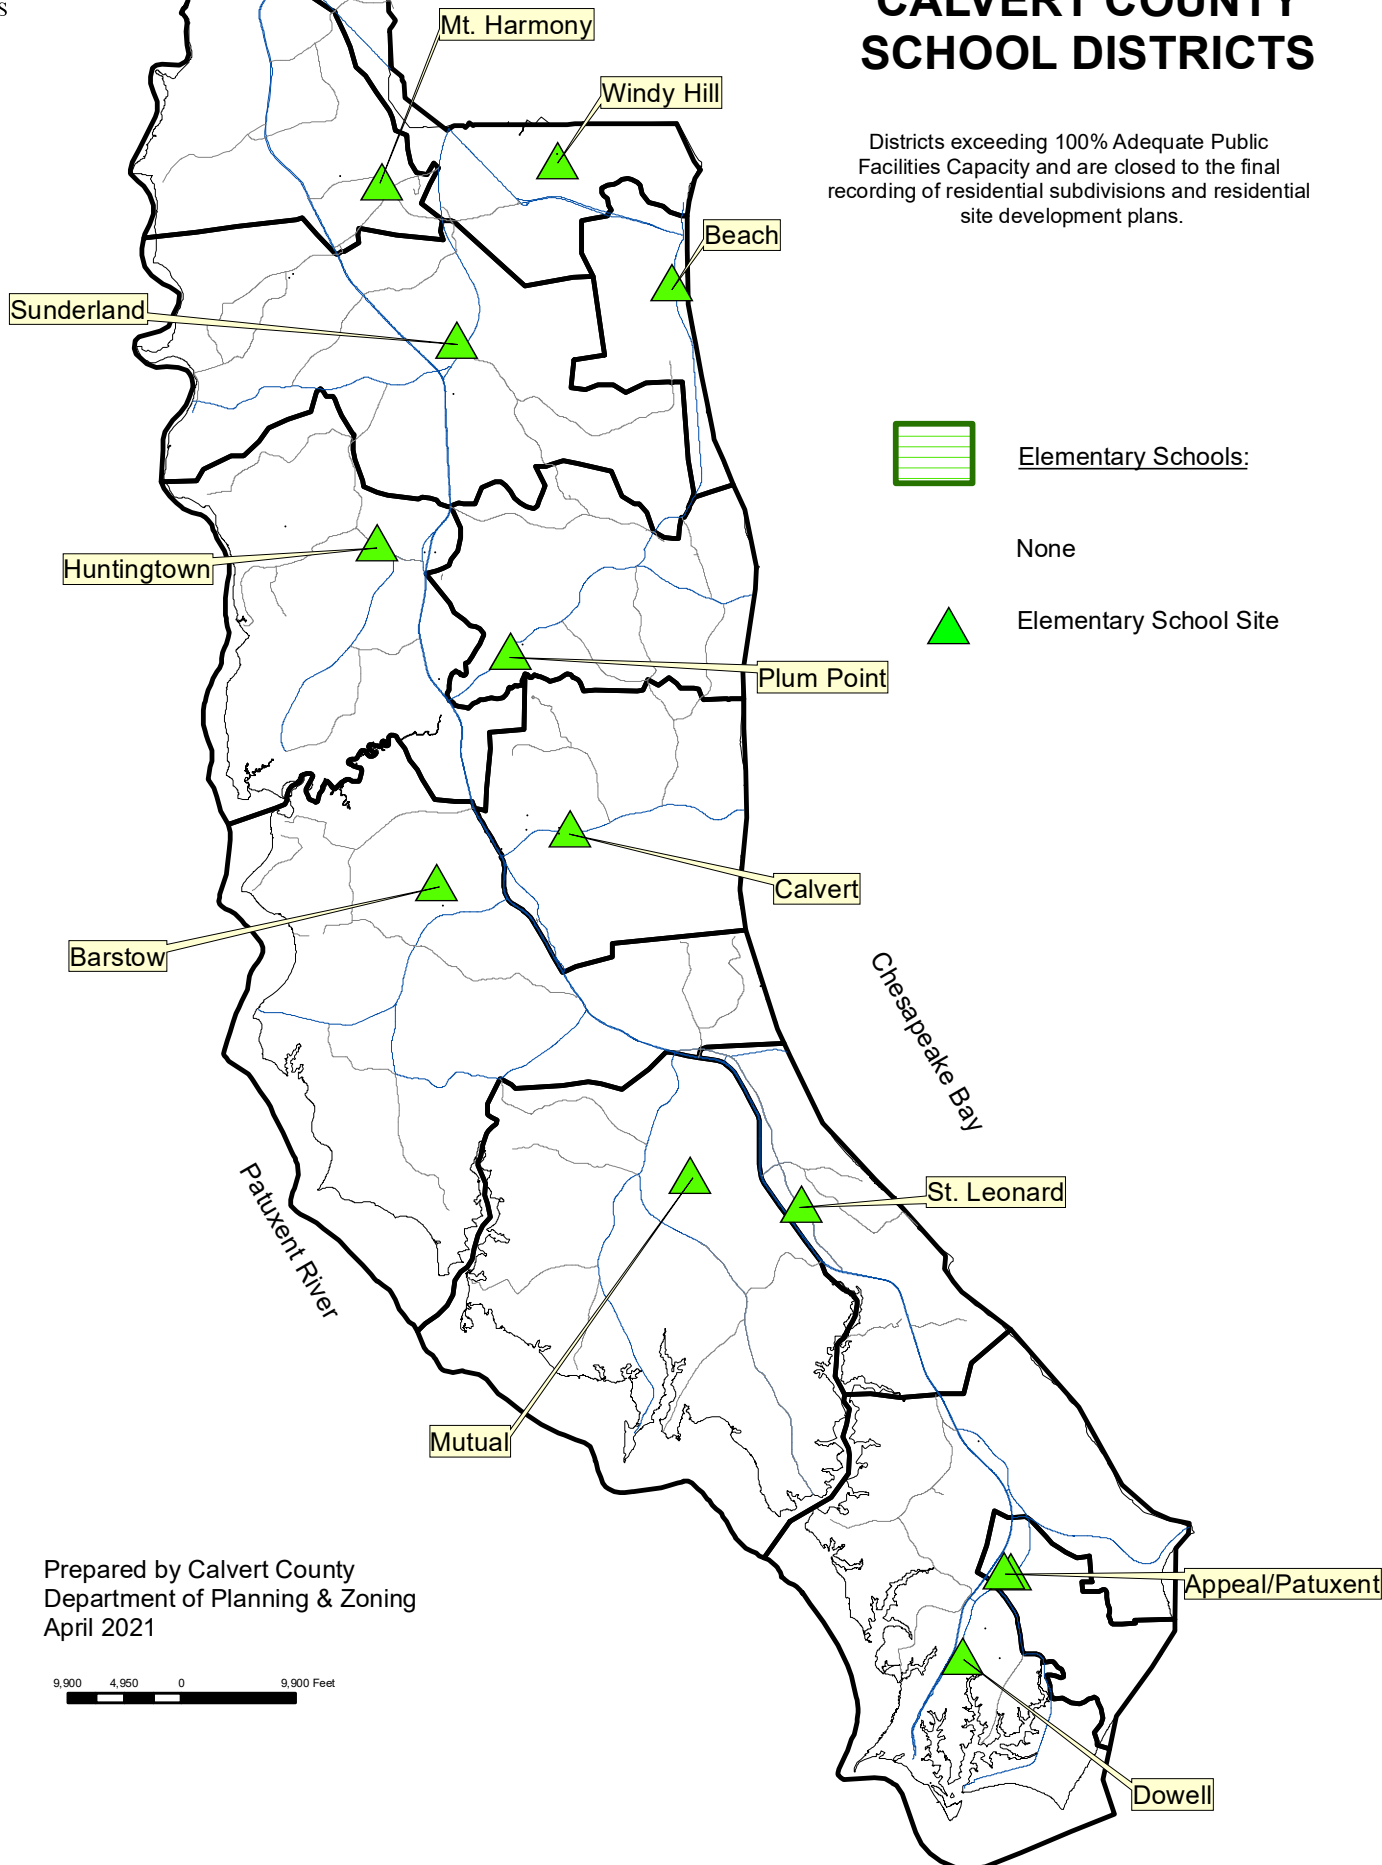 s
CALVERT COUNTY
SCHOOL DISTRICTS
Mt. Harmony
Windy Hill
Districts exceeding 100% Adequate Public
Facilities Capacity and are closed to the final
recording of residential subdivisions and residential
site development plans.
Beach
Sunderland
Elementary Schools:
None
Huntingtown
Elementary School Site
Plum Point
Calvert
Barstow
Chesapeake Bay
Patuxent River
St. Leonard
Mutual
Prepared by Calvert County
Department of Planning & Zoning
April 2021
Appeal/Patuxent
9,900 4,950 0 9,900 Feet
Dowell